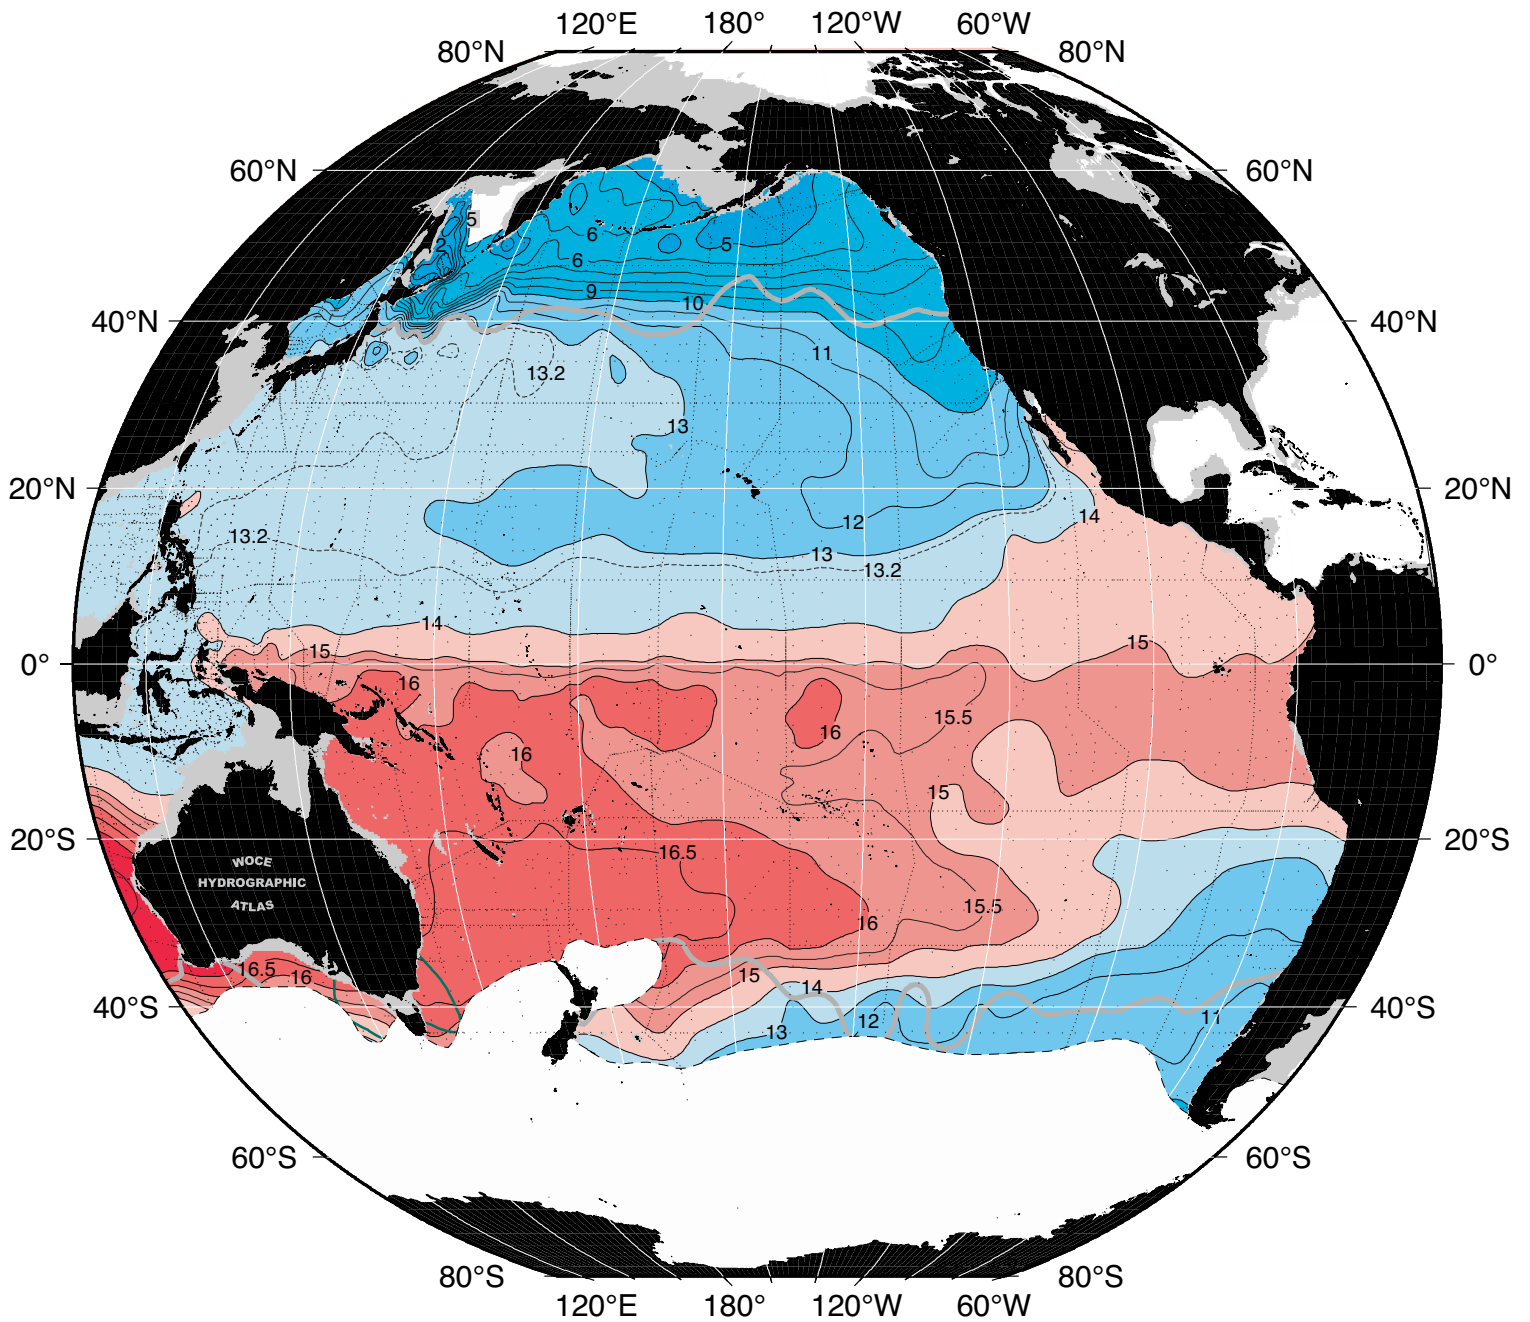 120°E 180° 120°W 60°W
80°N 80°N
60°N 60°N
5
2 6 5
6
9 10
40°N 40°N
11
13.2
13
20°N 20°N
12 14
13.2 13
13.2
14
15 15
0° 0°
16
15.5
16 16
15
20°S 20°S
16.5
WOCE
HYDROGRAPHIC
ATLAS
15.5
16
16.5 16 15 14
40°S 40°S
13 12 11
60°S 60°S
80°S 80°S
120°E 180° 120°W 60°W